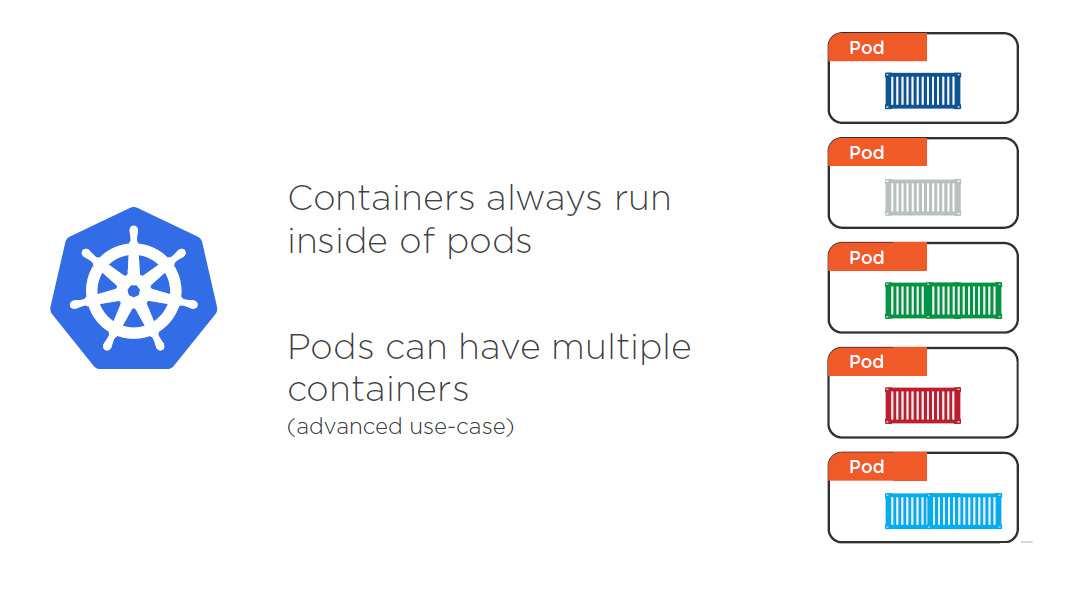 Containers always run
inside of pods
Pods can have multiple
containers
(advanced use-case)
Pod
Pod
Pod
Pod
Pod